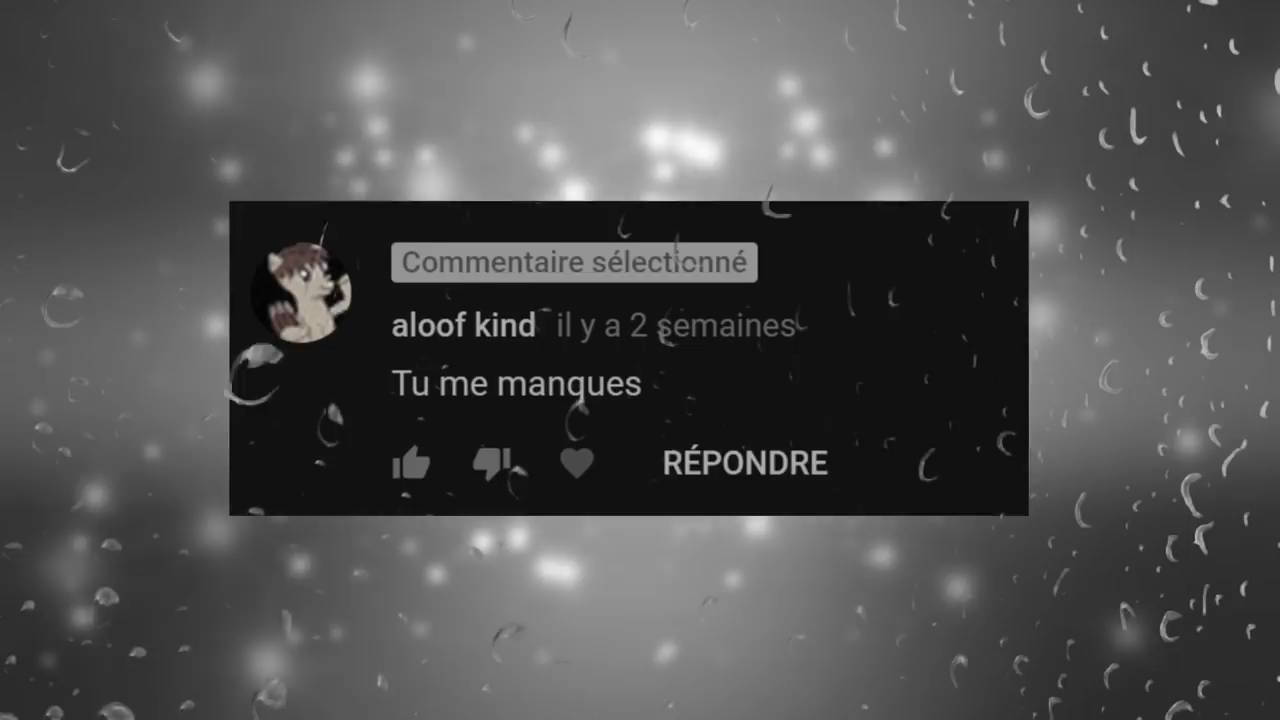 Commentaire sélectionné
aloof kind il y a 2 semaines
Tu me manques
RÉPONDRE